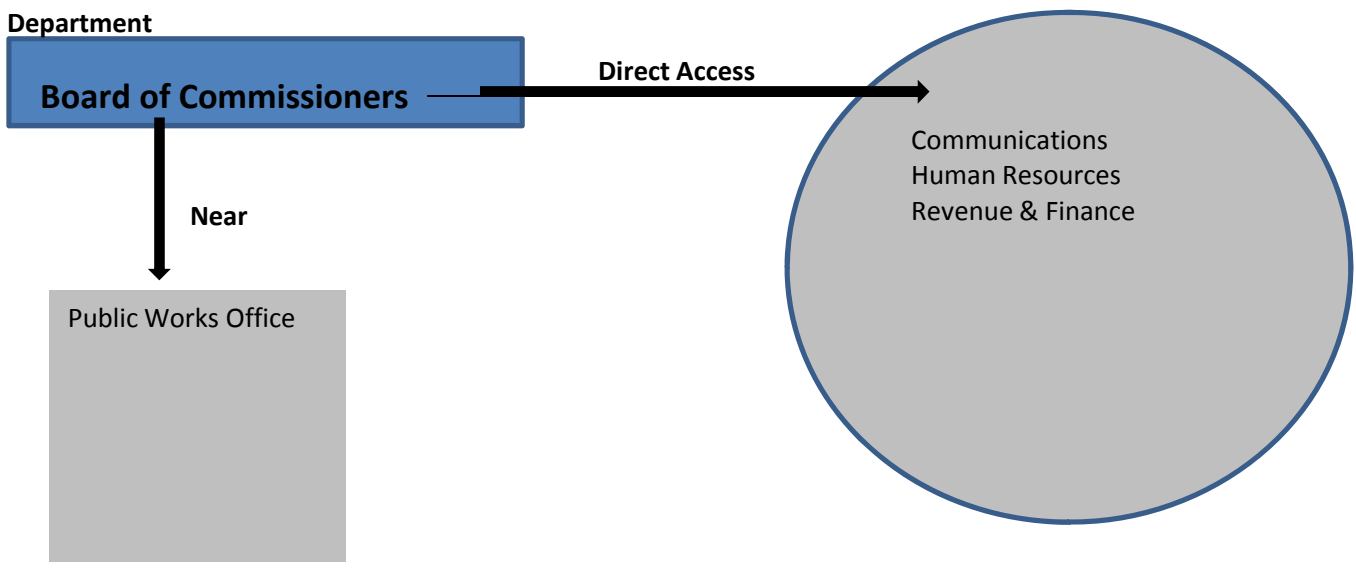 Department
Board of Commissioners
Direct Access
Communications
Human Resources
Revenue & Finance
Near
Public Works Office